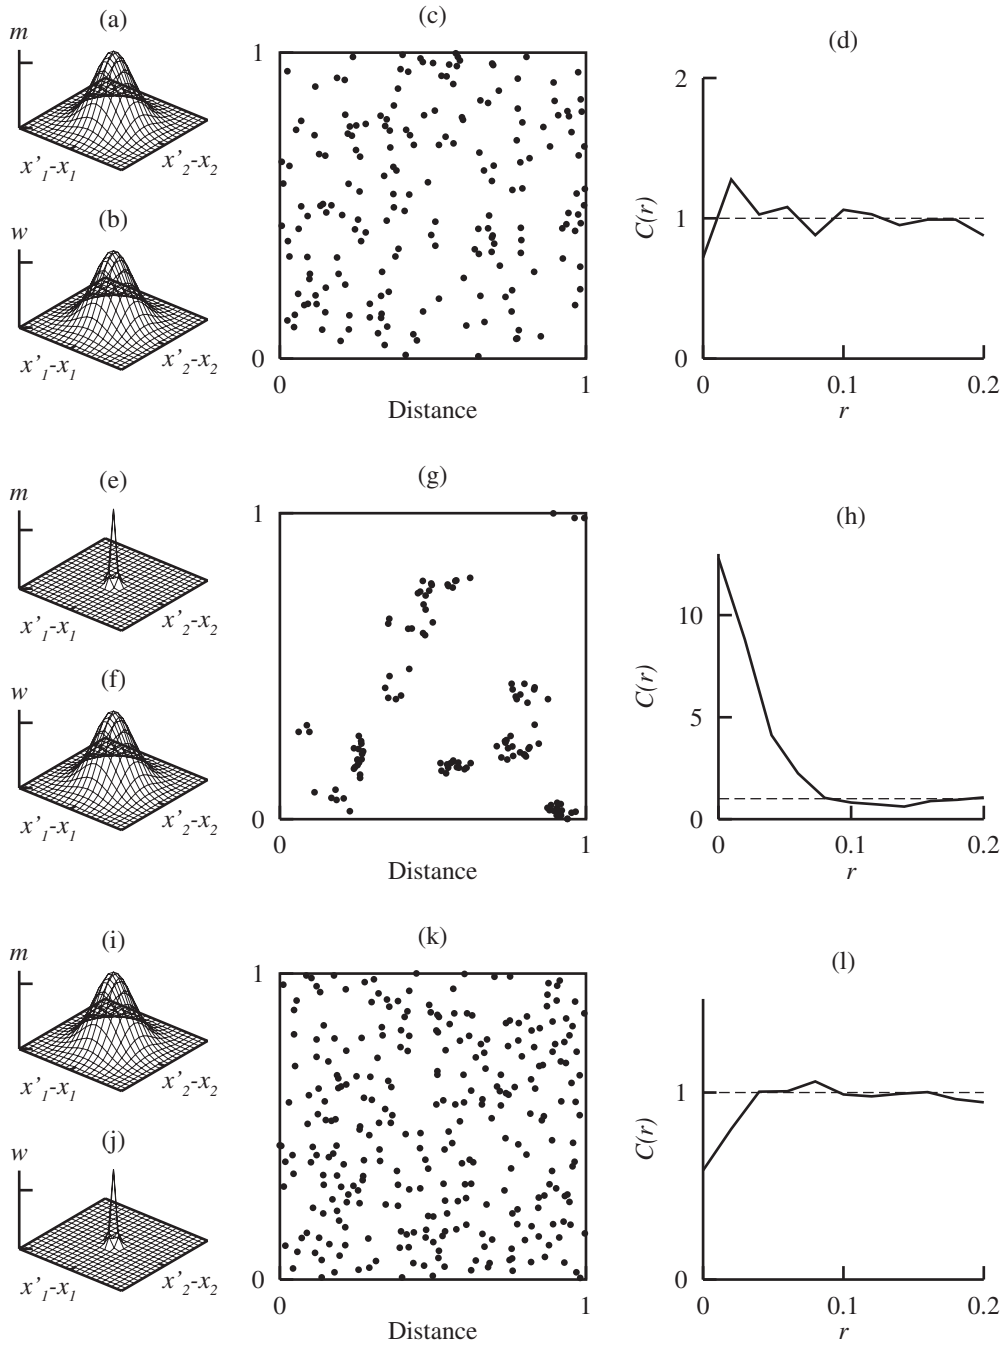 (a)
m
x'1-x1
x'2-x2
(b)
w
x'1-x1
x'2-x2
(c)
1
0
0
1
Distance
(d)
2
1
0
C(r)
0
0.1
0.2
r
(e)
m
x'1-x1
x'2-x2
(f)
w
x'1-x1
x'2-x2
(g)
1
0
0
1
Distance
(h)
10
5
0
C(r)
0
0.1
0.2
r
(i)
m
x'1-x1
x'2-x2
(j)
w
x'1-x1
x'2-x2
(k)
1
0
0
1
Distance
(l)
1
0
C(r)
0
0.1
0.2
r